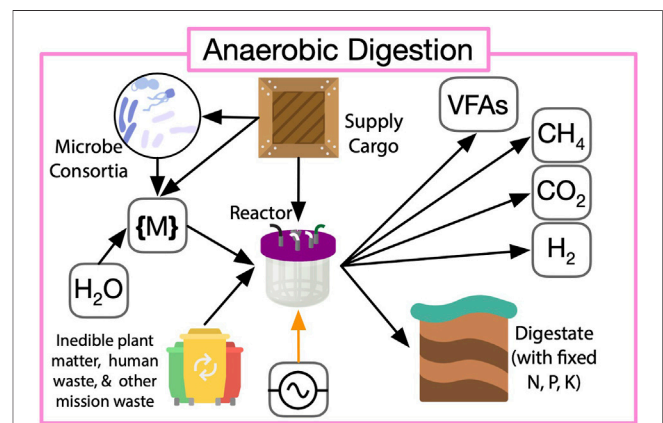 Anaerobic Digestion
Microbe
Consortia
Supply
Cargo
VFAs
CH₄
CO₂
H₂
{M}
Reactor
H₂O
Inedible plant
matter, human
waste, & other
mission waste
Digestate
(with fixed
N, P, K)